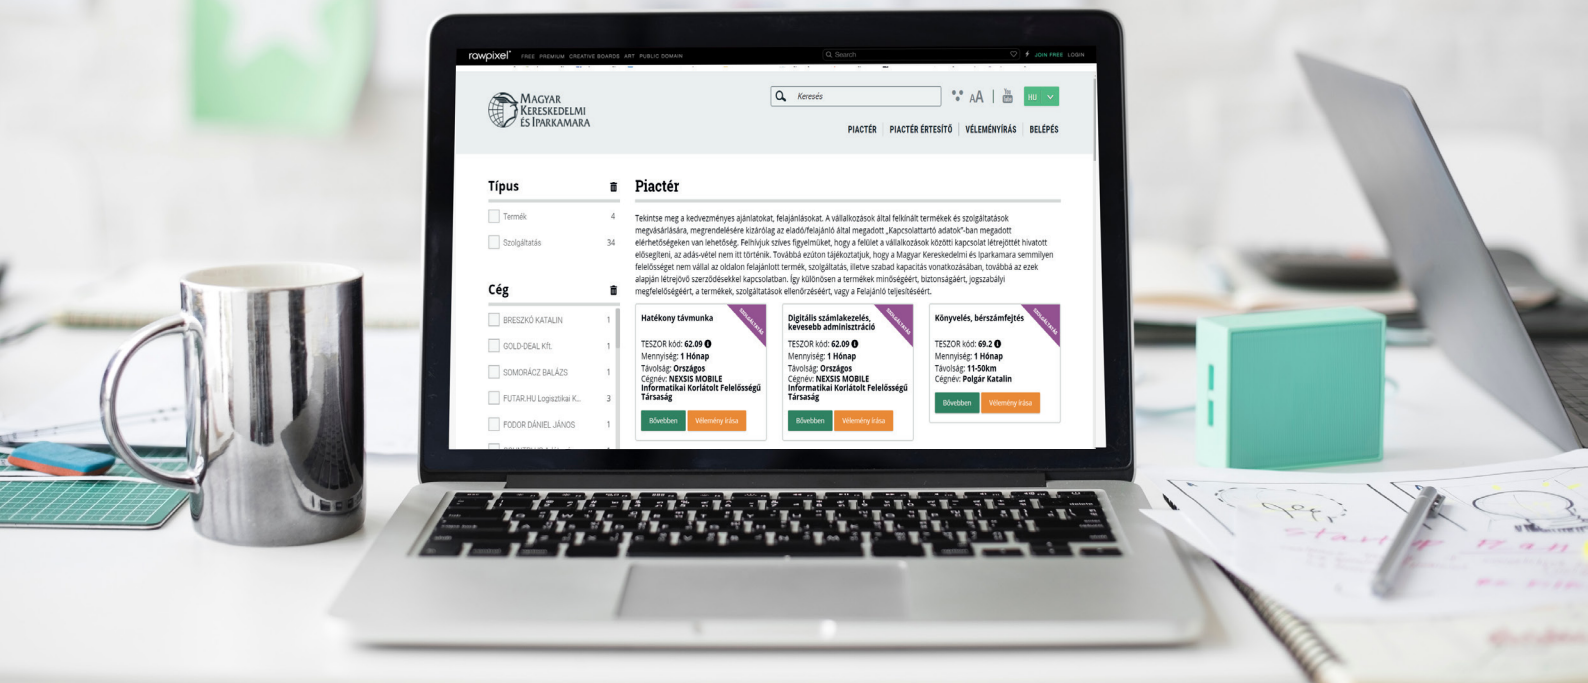 rawpixel
FREE PREMIUM CREATIVE BOARDS ART PUBLIC DOMAIN
Search
JOIN FREE LOGIN
MAGYAR
KERESKEDELMI
ÉS IPARKAMARA
Keresés
AA
You
HU
PIACTÉR
PIACTÉR ÉRTESÍTŐ
VÉLEMÉNYÍRÁS
BELÉPÉS
Típus
Termék 4
Szolgáltatás 34
Cég
BRESZKÓ KATALIN 1
GOLD-DEAL Kft. 1
SOMORÁCZ BALÁZS 1
FUTAR.HU Logisztikai K... 3
FODOR DÁNIEL JÁNOS 1
Piactér
Tekintse meg a kedvezményes ajánlatokat, felajánlásokat. A vállalkozások által felkínált termékek és szolgáltatások
megvásárlására, megrendelésére kizárólag az eladó/felajánló által megadott „Kapcsolattartó adatok"-ban megadott
elérhetőségeken van lehetőség. Felhívjuk szíves figyelmüket, hogy a felület a vállalkozások közötti kapcsolat létrejöttét hivatott
elősegíteni, az adás-vétel nem itt történik. Továbbá ezúton tájékoztatjuk, hogy a Magyar Kereskedelmi és Iparkamara semmilyen
felelősséget nem vállal az oldalon felajánlott termék, szolgáltatás, illetve szabad kapacitás vonatkozásában, továbbá az ezek
alapján létrejövő szerződésekkel kapcsolatban. Így különösen a termékek minőségéért, biztonságáért, jogszabályi
megfelelőségéért, a termékek, szolgáltatások ellenőrzéséért, vagy a Felajánló teljesítéséért.
Hatékony távmunka
SZOLGÁLTATÁS
TESZOR kód: 62.09
Mennyiség: 1 Hónap
Távolság: Országos
Cégnév: NEXSIS MOBILE
Informatikai Korlátolt Felelősségű
Társaság
Bővebben
Vélemény írása
Digitális számlakezelés,
kevesebb adminisztráció
SZOLGÁLTATÁS
TESZOR kód: 62.09
Mennyiség: 1 Hónap
Távolság: Országos
Cégnév: NEXSIS MOBILE
Informatikai Korlátolt Felelősségű
Társaság
Bővebben
Vélemény írása
Könyvelés, bérszámfejtés
SZOLGÁLTATÁS
TESZOR kód: 69.2
Mennyiség: 1 Hónap
Távolság: 11-50km
Cégnév: Polgár Katalin
Bővebben
Vélemény írása